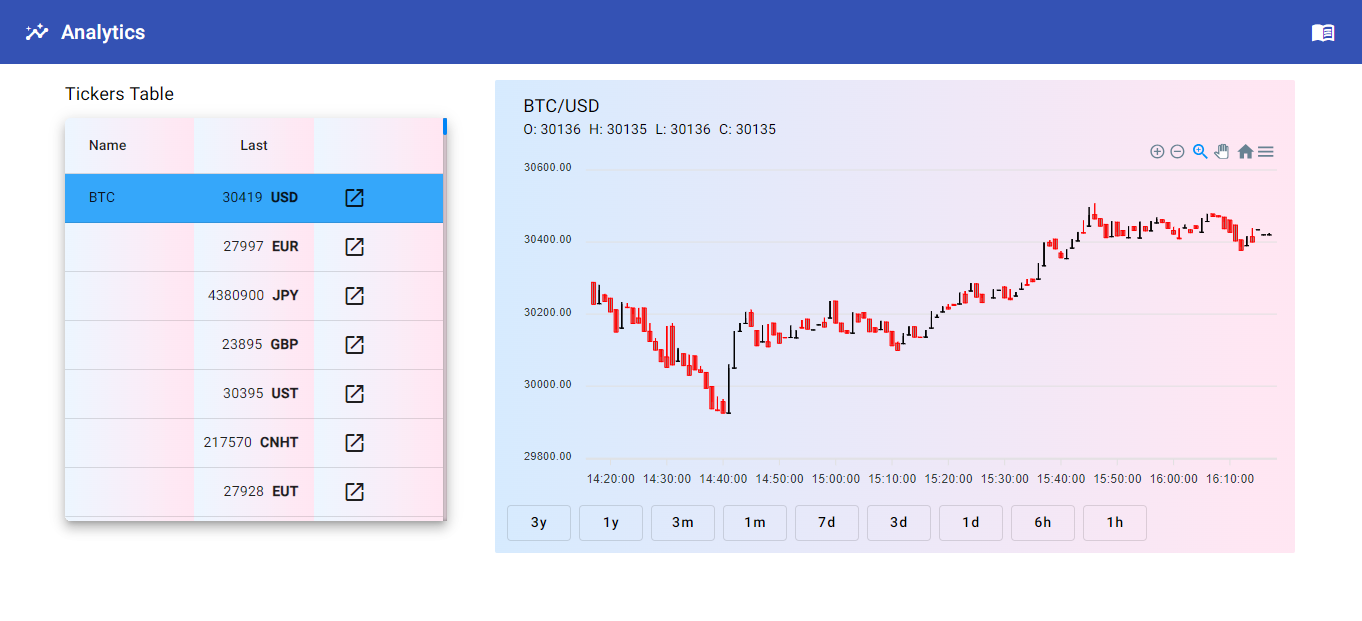 Analytics
Tickers Table
Name Last
BTC 30419 USD
27997 EUR
4380900 JPY
23895 GBP
30395 UST
217570 CNHT
27928 EUT
BTC/USD
O: 30136 H: 30135 L: 30136 C: 30135
30600.00
30400.00
30200.00
30000.00
29800.00
14:20:00 14:30:00 14:40:00 14:50:00 15:00:00 15:10:00 15:20:00 15:30:00 15:40:00 15:50:00 16:00:00 16:10:00
3y 1y 3m 1m 7d 3d 1d 6h 1h